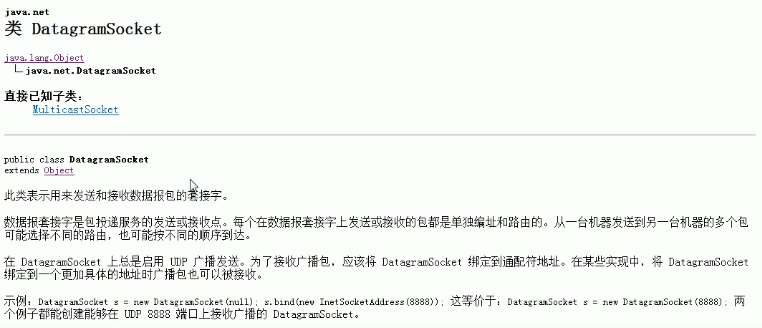 java.net
类 DatagramSocket
java.lang.Object
java.net.DatagramSocket
直接已知子类：
MulticastSocket
public class DatagramSocket
extends Object
此类表示用来发送和接收数据报包的套接字。
数据报套接字是包投递服务的发送或接收点。每个在数据报套接字上发送或接收的包都是单独编址和路由的。从一台机器发送到另一台机器的多个包
可能选择不同的路由，也可能按不同的顺序到达。
在 DatagramSocket 上总是启用 UDP 广播发送。为了接收广播包，应该将 DatagramSocket 绑定到通配符地址。在某些实现中，将 DatagramSocket
绑定到一个更加具体的地址时广播包也可以被接收。
示例：DatagramSocket s = new DatagramSocket(null); s.bind(new InetSocketAddress(8888)); 这等价于：DatagramSocket s = new DatagramSocket(8888); 两
个例子都能创建能够在 UDP 8888 端口上接收广播的 DatagramSocket。